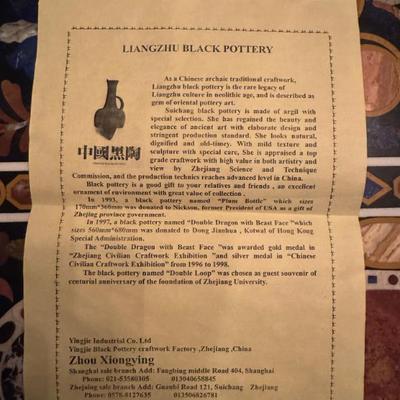 LIANGZHU BLACK POTTERY
As a Chinese archaic traditional craftwork,
Liangzhu black pottery is the rare legacy of
Liangzhu culture in neolithic age, and is described as
gem of oriental pottery art.
Suichang black pottery is made of argil with
special selection. She has regained the beauty and
elegance of ancient art with elaborate design and
stringent production standard. She looks natural,
dignified and old-timey. With mild texture and
sculpture with special care, She is appraised a top
grade craftwork with high value in both artistry and
view by Zhejiang Science and Technique
中國黑陶
Commission, and the production technics reaches advanced level in China.
Black pottery is a good gift to your relatives and friends , an excellent
ornament of environment with great value of collection .
In 1993, a black pottery named “Plum Bottle” which sizes
170mm*360mm was donated to Nickson, former President of USA as a gift of
Zhejing province government.
In 1997, a black pottery named “Double Dragon with Beast Face ”which
sizes 560mm*680mm was donated to Dong Jianhua , Kotwal of HongKong
Special Administration.
The “Double Dragon with Beast Face ”was awarded gold medal in
“Zhejiang Civilian Craftwork Exhibition ”and silver medal in “Chinese
Civilian Craftwork Exhibition” from 1996 to 1998.
The black pottery named “Double Loop” was chosen as guest souvenir of
centurial anniversary of the foundation of Zhejiang University.
Yingjie Industrisl Co. Ltd
Yingjie Black Pottery craftwork Factory ,Zhejiang ,China
Zhou Xiongying
Shanghai sale branch Add: Fangbing middle Road 404, Shanghai
Phone: 021-53580305 013040658845
Zhejaing sale branch Add: Guanbi Road 121, Suichang Zhejiang
Phone: 0578-8127635 013506826781